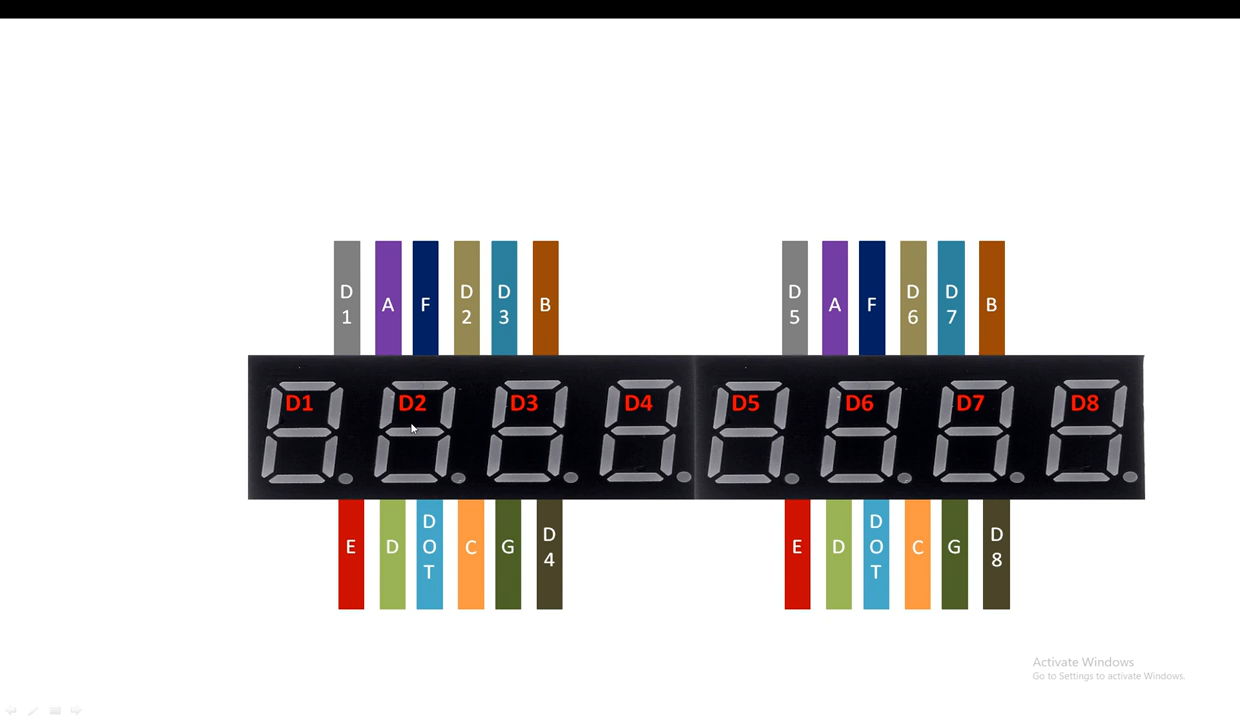 D1 A F D2 D3 B D5 A F D6 D7 B
D1 D2 D3 D4 D5 D6 D7 D8
E D DOT C G D4 E D DOT C G D8
Activate Windows
Go to Settings to activate Windows.